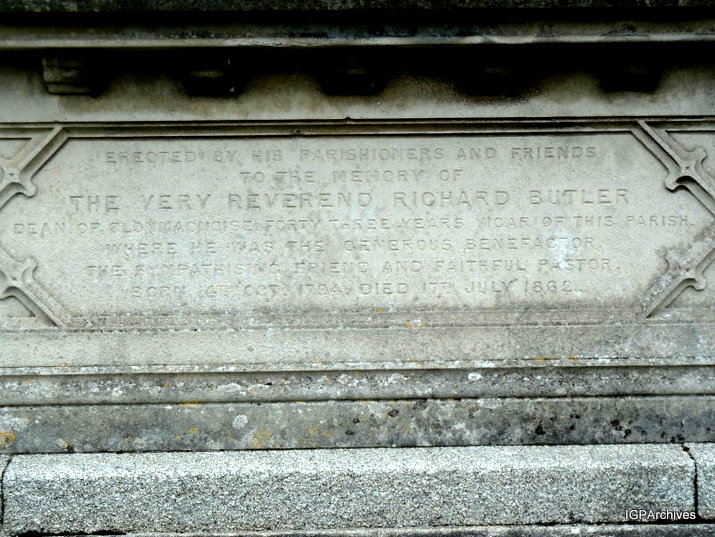 ERECTED BY HIS PARISHIONERS AND FRIENDS
TO THE MEMORY OF
THE VERY REVEREND RICHARD BUTLER
DEAN OF CLONMACNOISE FORTY THREE YEARS VICAR OF THIS PARISH.
WHERE HE WAS THE GENEROUS BENEFACTOR.
THE SYMPATHISING FRIEND AND FAITHFUL PASTOR.
BORN OCT. 1794. DIED 17TH JULY 1862.
IGPArchives